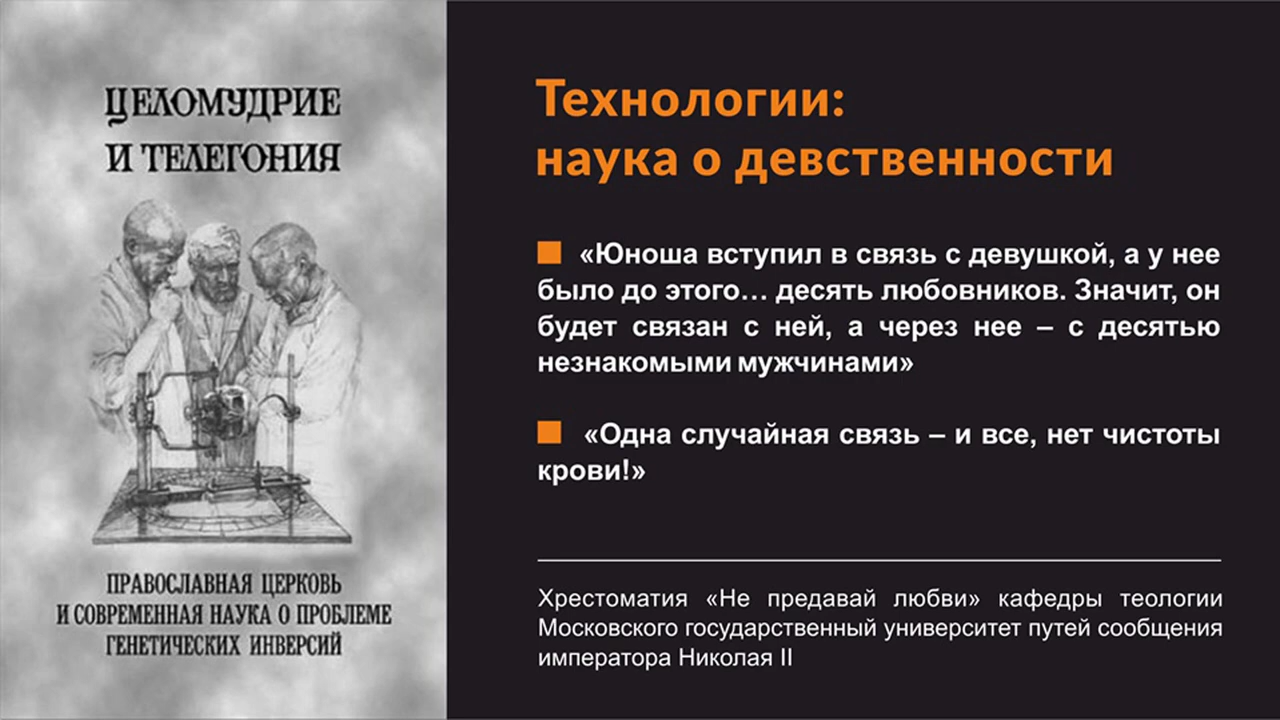 ЦЕЛОМУДРИЕ
И ТЕЛЕГОНИЯ
ПРАВОСЛАВНАЯ ЦЕРКОВЬ
И СОВРЕМЕННАЯ НАУКА О ПРОБЛЕМЕ
ГЕНЕТИЧЕСКИХ ИНВЕРСИЙ
Технологии:
наука о девственности
«Юноша вступил в связь с девушкой, а у нее
было до этого… десять любовников. Значит, он
будет связан с ней, а через нее – с десятью
незнакомыми мужчинами»
«Одна случайная связь – и все, нет чистоты
крови!»
Хрестоматия «Не предавай любви» кафедры теологии
Московского государственный университет путей сообщения
императора Николая II